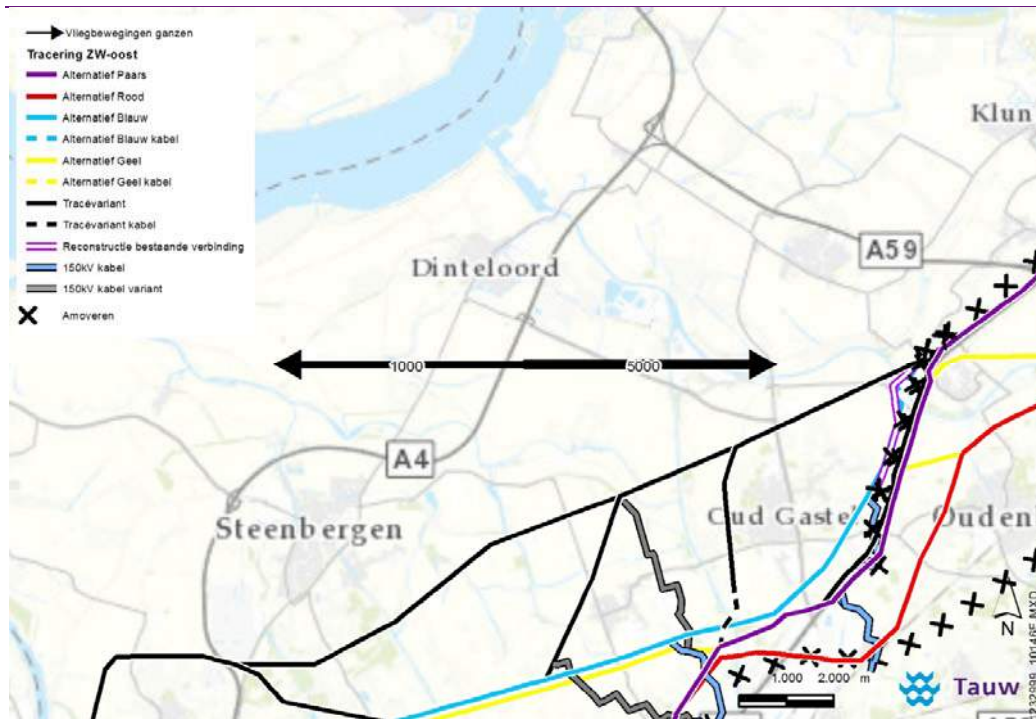 Vliegbewegingen ganzen
Tracering ZW-oost
Alternatief Paars
Alternatief Rood
Alternatief Blauw
Alternatief Blauw kabel
Alternatief Geel
Alternatief Geel kabel
Tracévariant
Tracévariant kabel
Reconstructie bestaande verbinding
150kV kabel
150kV kabel variant
Amoveren
Klun
A59
Dinteloord
1000
5000
A4
Steenbergen
Oud Gastel
Ouden
N
1.000
2.000
m
Tauw